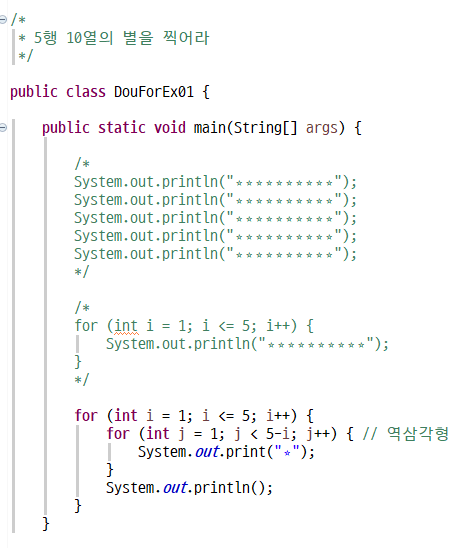 /*
 * 5행 10열의 별을 찍어라
 */
public class DouForEx01 {
    public static void main(String[] args) {
        /*
        System.out.println("**********");
        System.out.println("**********");
        System.out.println("**********");
        System.out.println("**********");
        System.out.println("**********");
        */
        /*
        for (int i = 1; i <= 5; i++) {
            System.out.println("**********");
        }
        */
        for (int i = 1; i <= 5; i++) {
            for (int j = 1; j < 5-i; j++) { // 역삼각형
                System.out.print("*");
            }
            System.out.println();
        }
    }